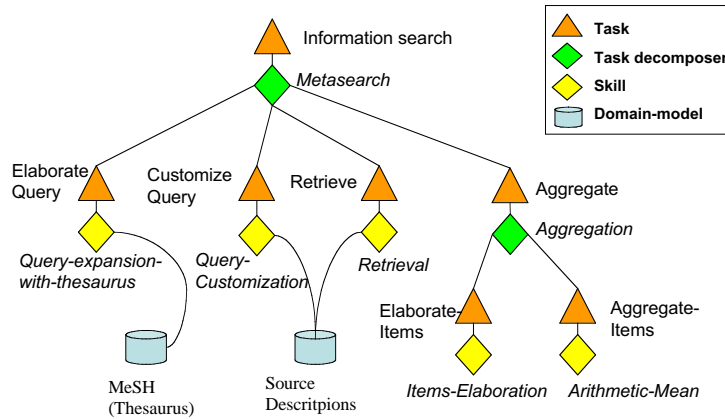 Information search
Metasearch
Task
Task decomposer
Skill
Domain-model
Elaborate
Query
Customize
Query
Retrieve
Aggregate
Query-expansion-
with-thesaurus
Query-
Customization
Retrieval
Aggregation
Elaborate-
Items
Aggregate-
Items
MeSH
(Thesaurus)
Source
Descritpions
Items-Elaboration
Arithmetic-Mean